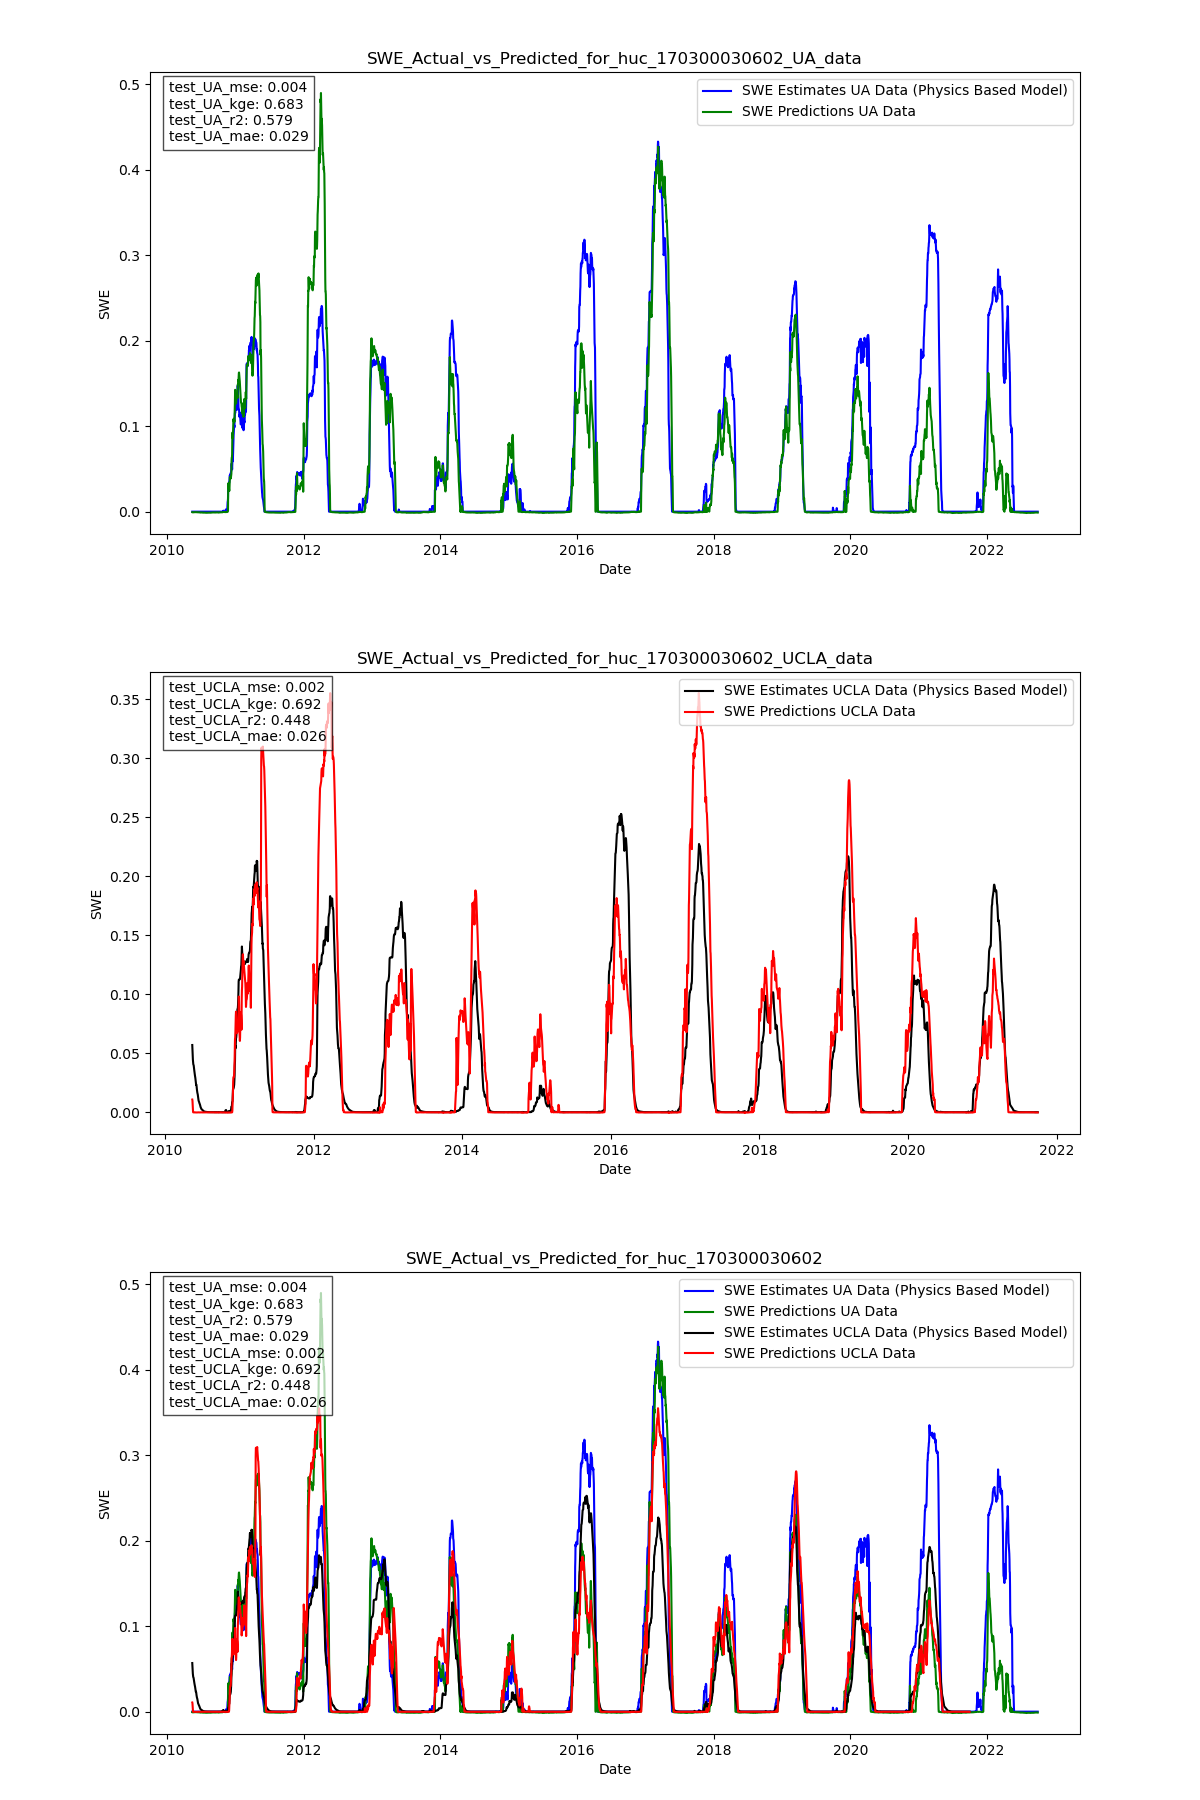 SWE_Actual_vs_Predicted_for_huc_170300030602_UA_data
test_UA_mse: 0.004
test_UA_kge: 0.683
test_UA_r2: 0.579
test_UA_mae: 0.029
SWE Estimates UA Data (Physics Based Model)
SWE Predictions UA Data
0.5
0.4
0.3
0.2
0.1
0.0
SWE
2010 2012 2014 2016 2018 2020 2022
Date
SWE_Actual_vs_Predicted_for_huc_170300030602_UCLA_data
test_UCLA_mse: 0.002
test_UCLA_kge: 0.692
test_UCLA_r2: 0.448
test_UCLA_mae: 0.026
SWE Estimates UCLA Data (Physics Based Model)
SWE Predictions UCLA Data
0.35
0.30
0.25
0.20
0.15
0.10
0.05
0.00
SWE
2010 2012 2014 2016 2018 2020 2022
Date
SWE_Actual_vs_Predicted_for_huc_170300030602
test_UA_mse: 0.004
test_UA_kge: 0.683
test_UA_r2: 0.579
test_UA_mae: 0.029
test_UCLA_mse: 0.002
test_UCLA_kge: 0.692
test_UCLA_r2: 0.448
test_UCLA_mae: 0.026
SWE Estimates UA Data (Physics Based Model)
SWE Predictions UA Data
SWE Estimates UCLA Data (Physics Based Model)
SWE Predictions UCLA Data
0.5
0.4
0.3
0.2
0.1
0.0
SWE
2010 2012 2014 2016 2018 2020 2022
Date